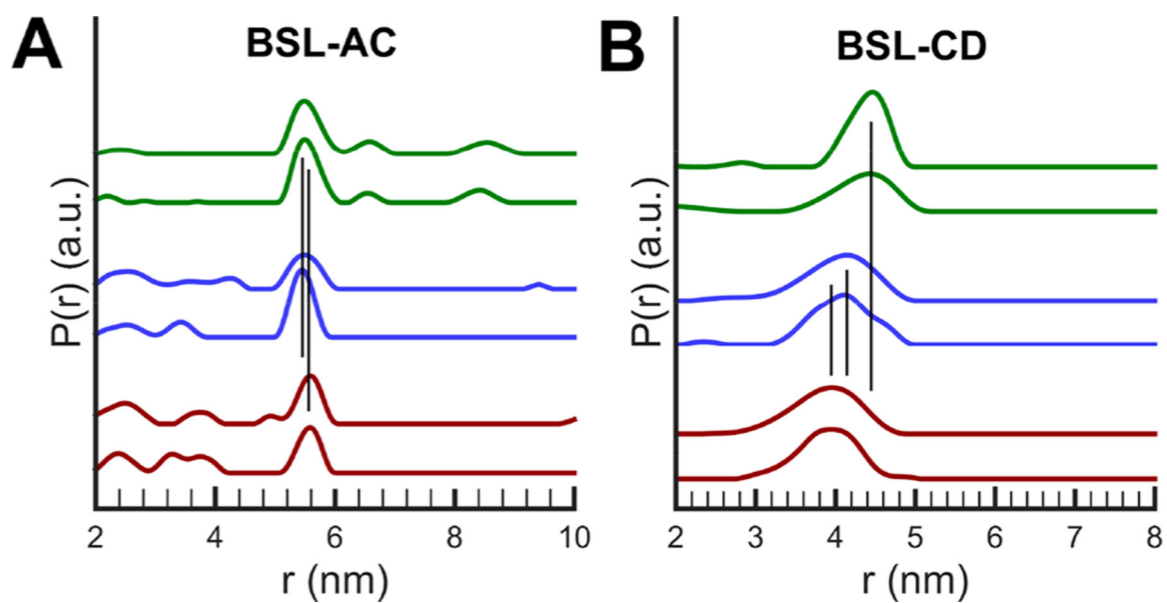 A
BSL-AC
P(r) (a.u.)
2 4 6 8 10
r (nm)
B
BSL-CD
P(r) (a.u.)
2 3 4 5 6 7 8
r (nm)